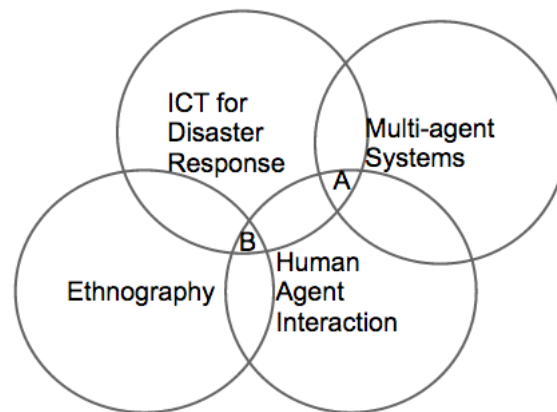 ICT for
Disaster
Response
Multi-agent
Systems
A
B
Ethnography
Human
Agent
Interaction